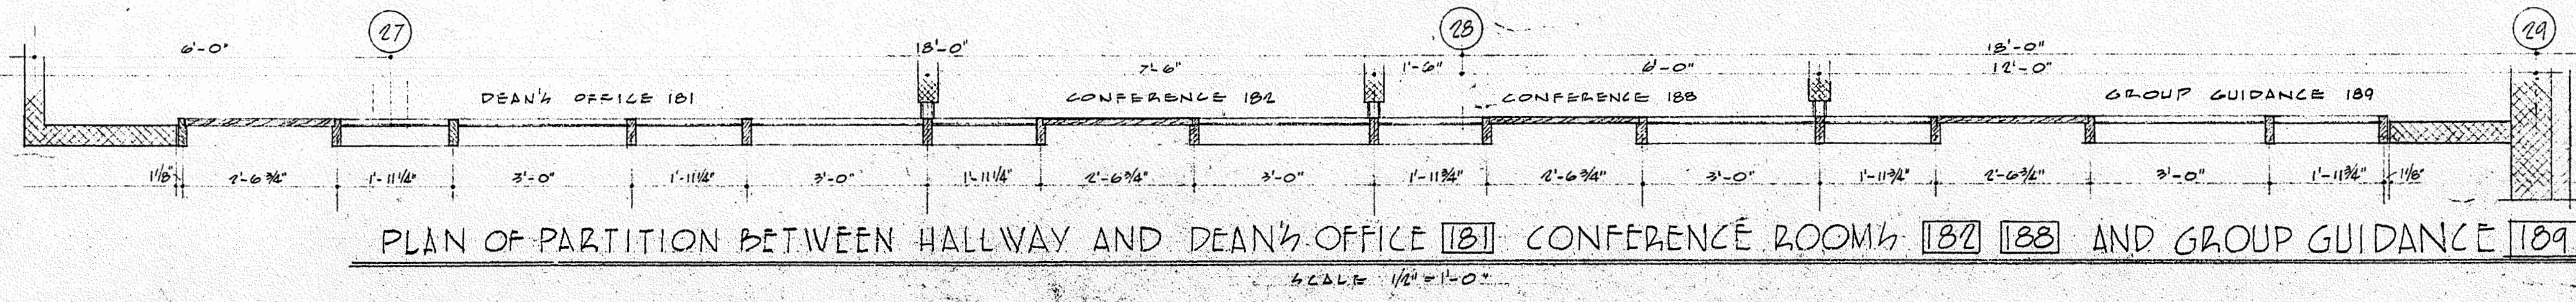 27 28 29
6'-0" 18'-0" 18'-0"
7'-6" 1'-6" 6'-0" 12'-0"
DEAN'S OFFICE 181 CONFERENCE 182 CONFERENCE 188 GROUP GUIDANCE 189
1 1/8" 2'-6 3/4" 1'-11 1/4" 3'-0" 1'-11 1/4" 3'-0" 1'-11 1/4" 2'-6 3/4" 3'-0" 1'-11 3/4" 2'-6 3/4" 3'-0" 1'-11 3/4" 2'-6 3/4" 3'-0" 1'-11 3/4" 1 1/8"
PLAN OF PARTITION BETWEEN HALLWAY AND DEAN'S OFFICE 181 CONFERENCE ROOMS 182 188 AND GROUP GUIDANCE 189
SCALE 1/2" = 1'-0"